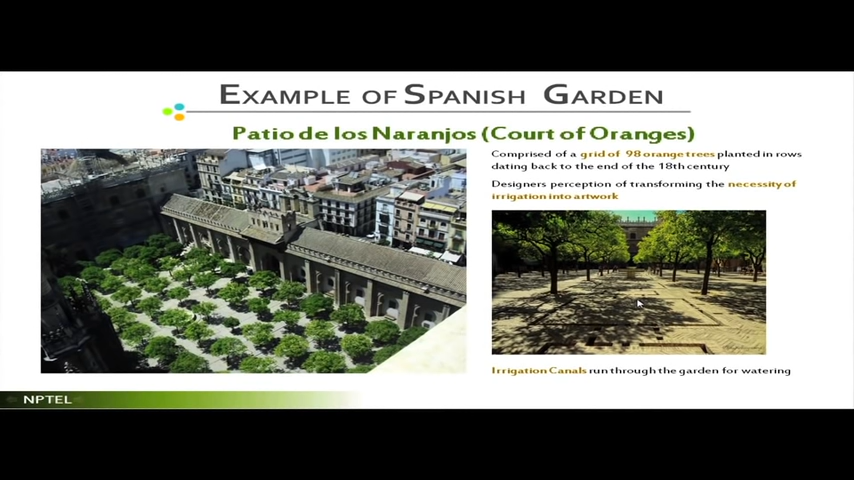 EXAMPLE OF SPANISH GARDEN
Patio de los Naranjos (Court of Oranges)
Comprised of a grid of 98 orange trees planted in rows
dating back to the end of the 18th century
Designers perception of transforming the necessity of
irrigation into artwork
Irrigation Canals run through the garden for watering
NPTEL